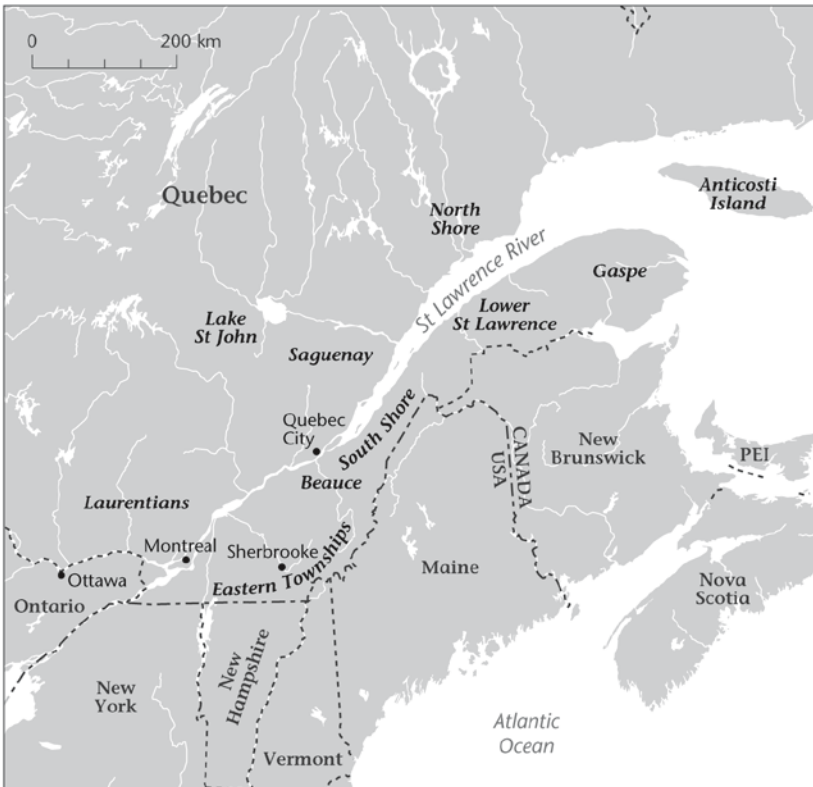 0 200 km
Quebec
Anticosti
Island
North
Shore
St Lawrence River
Gaspe
Lower
St Lawrence
Lake
St John
Saguenay
Quebec
City
South Shore
Beauce
CANADA
USA
New
Brunswick
PEI
Laurentians
Montreal
Sherbrooke
Eastern Townships
Ottawa
Ontario
Maine
Nova
Scotia
New
York
New
Hampshire
Vermont
Atlantic
Ocean